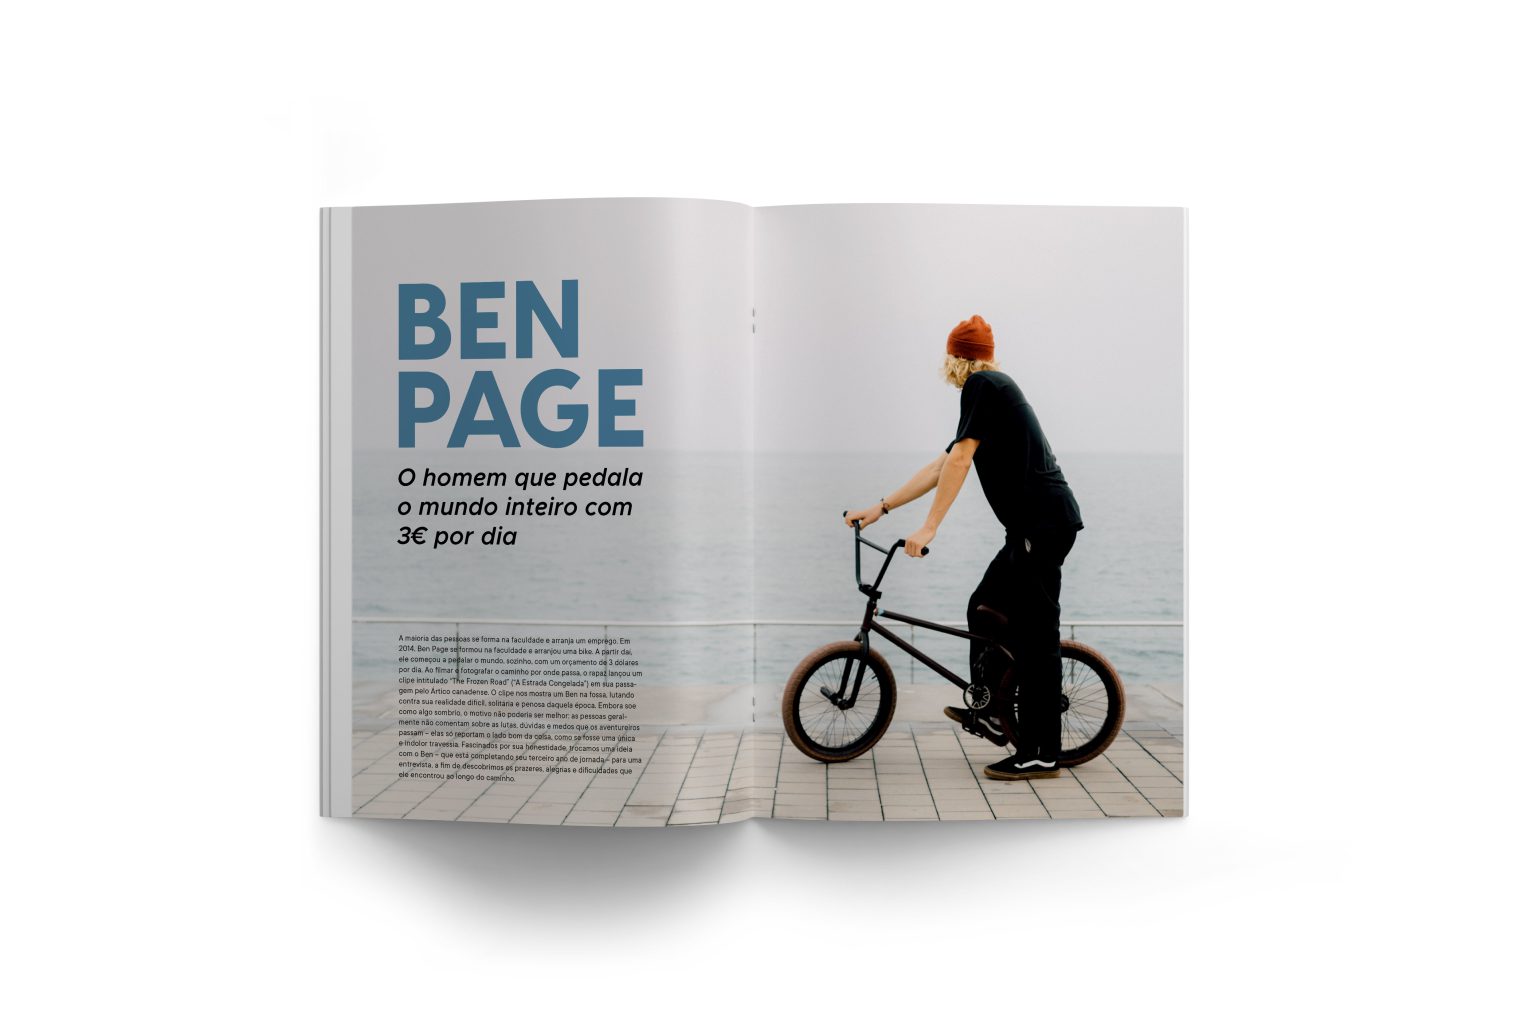 BEN
PAGE
O homem que pedala
o mundo inteiro com
3€ por dia
A maioria das pessoas se forma na faculdade e arranja um emprego. Em
2014, Ben Page se formou na faculdade e arranjou uma bike. A partir daí,
ele começou a pedalar o mundo, sozinho, com um orçamento de 3 dólares
por dia. Ao filmar e fotografar o caminho por onde passa, o rapaz lançou um
clipe intitulado "The Frozen Road" ("A Estrada Congelada") em sua passa-
gem pelo Ártico canadense. O clipe nos mostra um Ben na fossa, lutando
contra sua realidade difícil, solitária e penosa daquela época. Embora soe
como algo sombrio, o motivo não poderia ser melhor: as pessoas geral-
mente não comentam sobre as lutas, dúvidas e medos que os aventureiros
passam – elas só reportam o lado bom da coisa, como se fosse uma única
e indolor travessia. Fascinados por sua honestidade, trocamos uma ideia
com o Ben – que está completando seu terceiro ano de jornada – para uma
entrevista, a fim de descobrirmos os prazeres, alegrias e dificuldades que
ele encontrou ao longo do caminho.